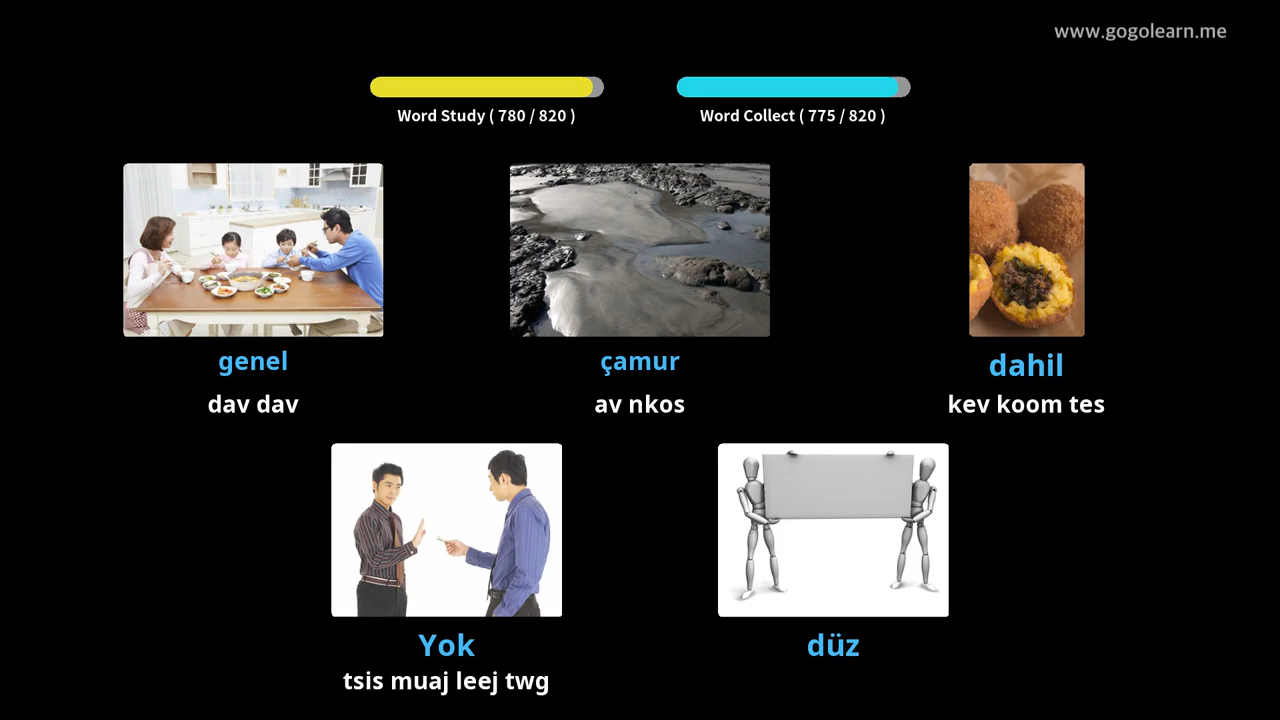 www.gogolearn.me
Word Study ( 780 / 820 )
Word Collect ( 775 / 820 )
genel
dav dav
çamur
av nkos
dahil
kev koom tes
Yok
tsis muaj leej twg
düz